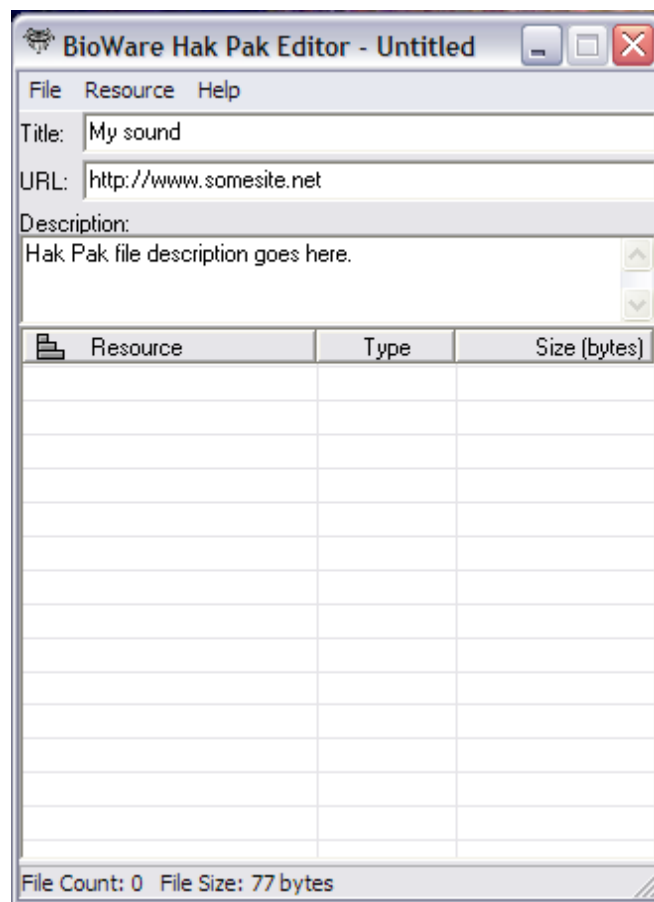 BioWare Hak Pak Editor - Untitled
File Resource Help
Title: My sound
URL: http://www.somesite.net
Description:
Hak Pak file description goes here.
Resource Type Size (bytes)
File Count: 0 File Size: 77 bytes